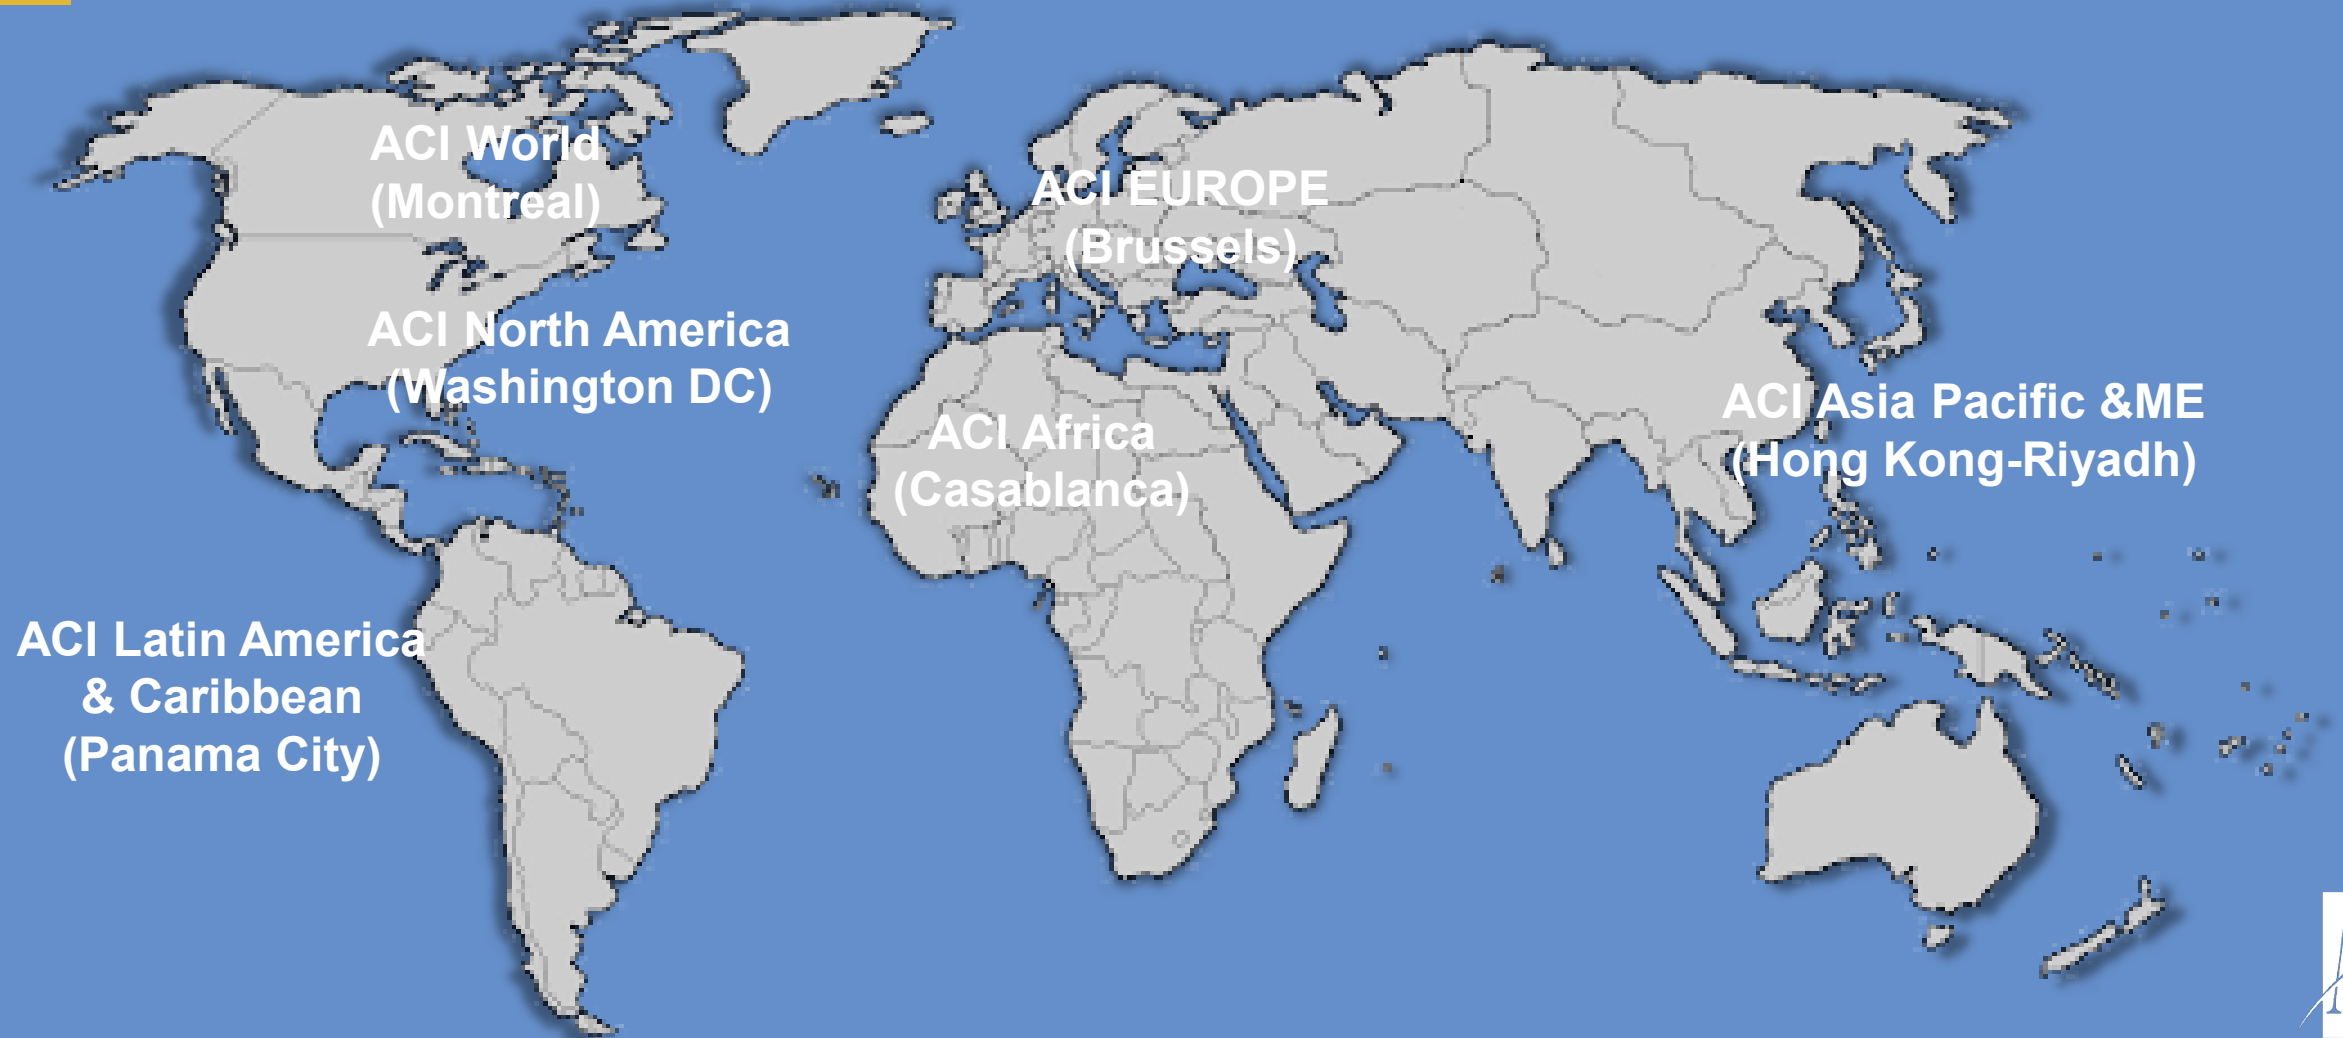 ACI World
(Montreal)
ACI EUROPE
(Brussels)
ACI North America
(Washington DC)
ACI Asia Pacific &ME
(Hong Kong-Riyadh)
ACI Africa
(Casablanca)
ACI Latin America
& Caribbean
(Panama City)